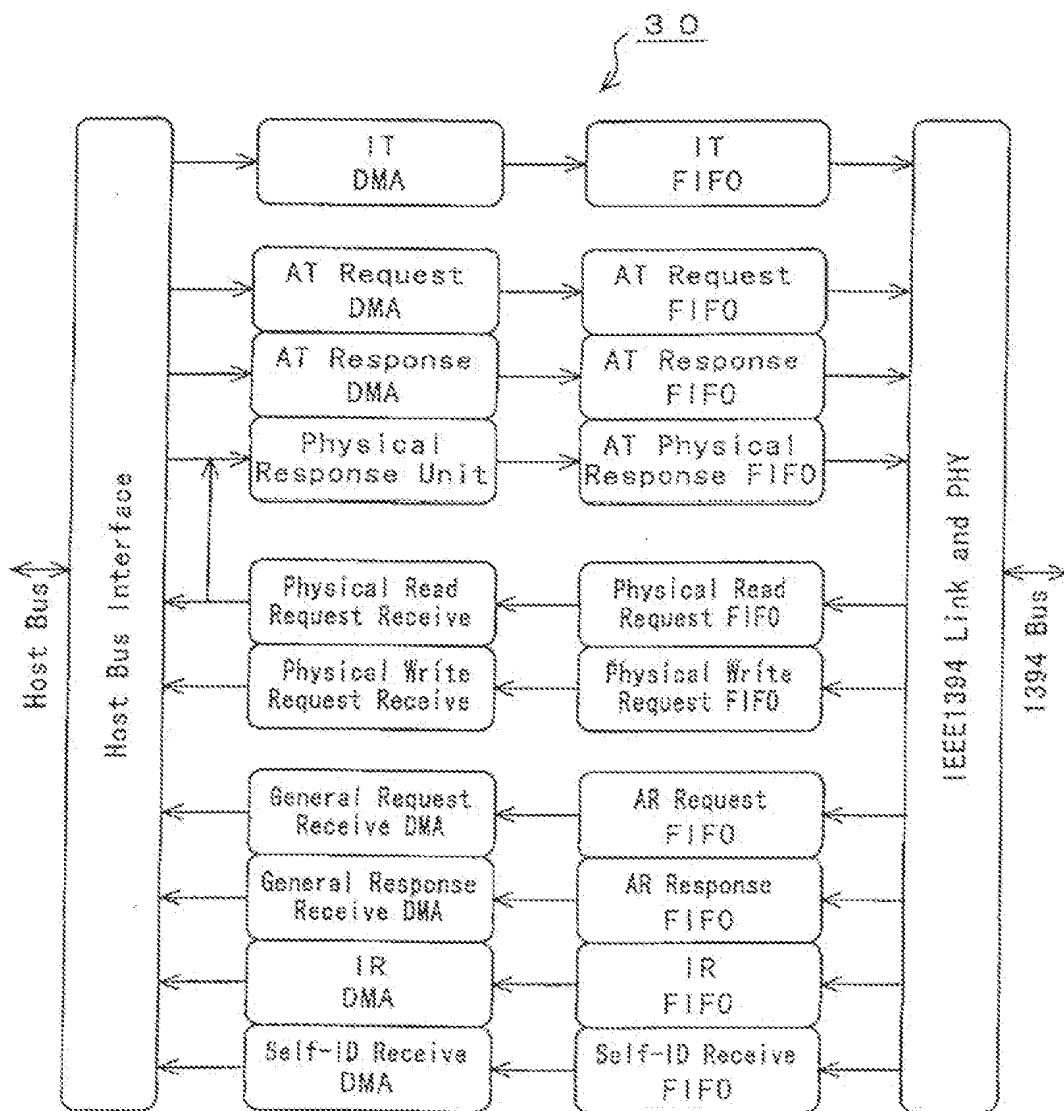 30
IT
DMA
IT
FIFO
AT Request
DMA
AT Request
FIFO
AT Response
DMA
AT Response
FIFO
Physical
Response Unit
AT Physical
Response FIFO
Host Bus
Host Bus Interface
IEEE1394 Link and PHY
1394 Bus
Physical Read
Request Receive
Physical Read
Request FIFO
Physical Write
Request Receive
Physical Write
Request FIFO
General Request
Receive DMA
AR Request
FIFO
General Response
Receive DMA
AR Response
FIFO
IR
DMA
IR
FIFO
Self-ID Receive
DMA
Self-ID Receive
FIFO